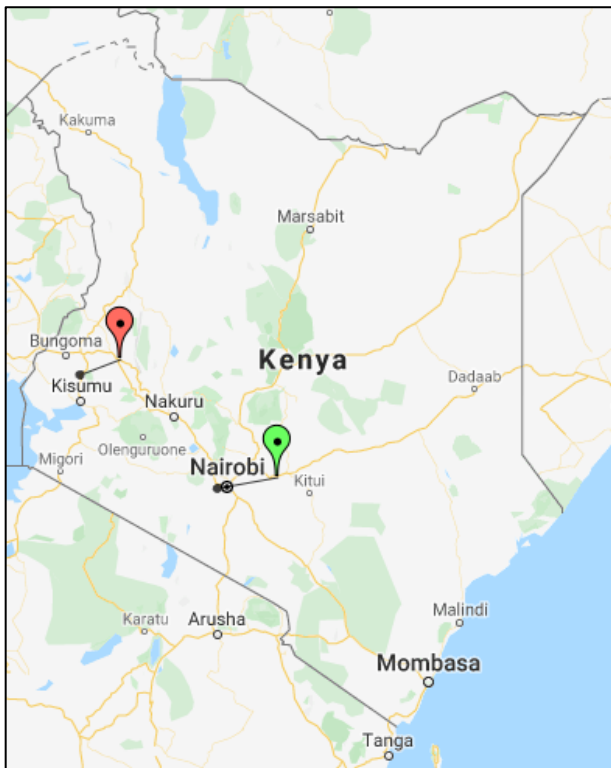 Kakuma
Marsabit
Bungoma
Kenya
Kisumu
Dadaab
Nakuru
Olenguruone
Migori
Nairobi
Kitui
Malindi
Karatu
Arusha
Mombasa
Tanga